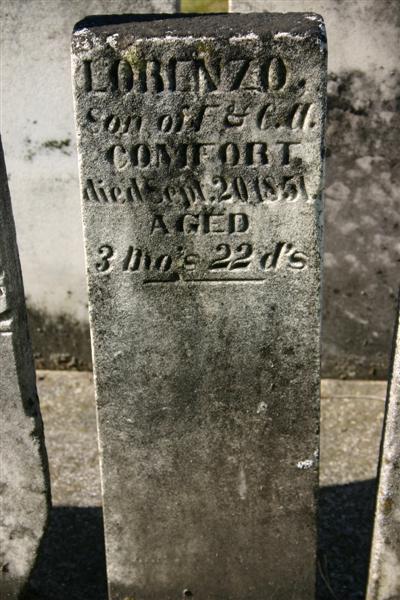 LORENZO,
Son of F & C.H.
COMFORT
died Sept. 20, 1851.
AGED
3 mo's 22 d's